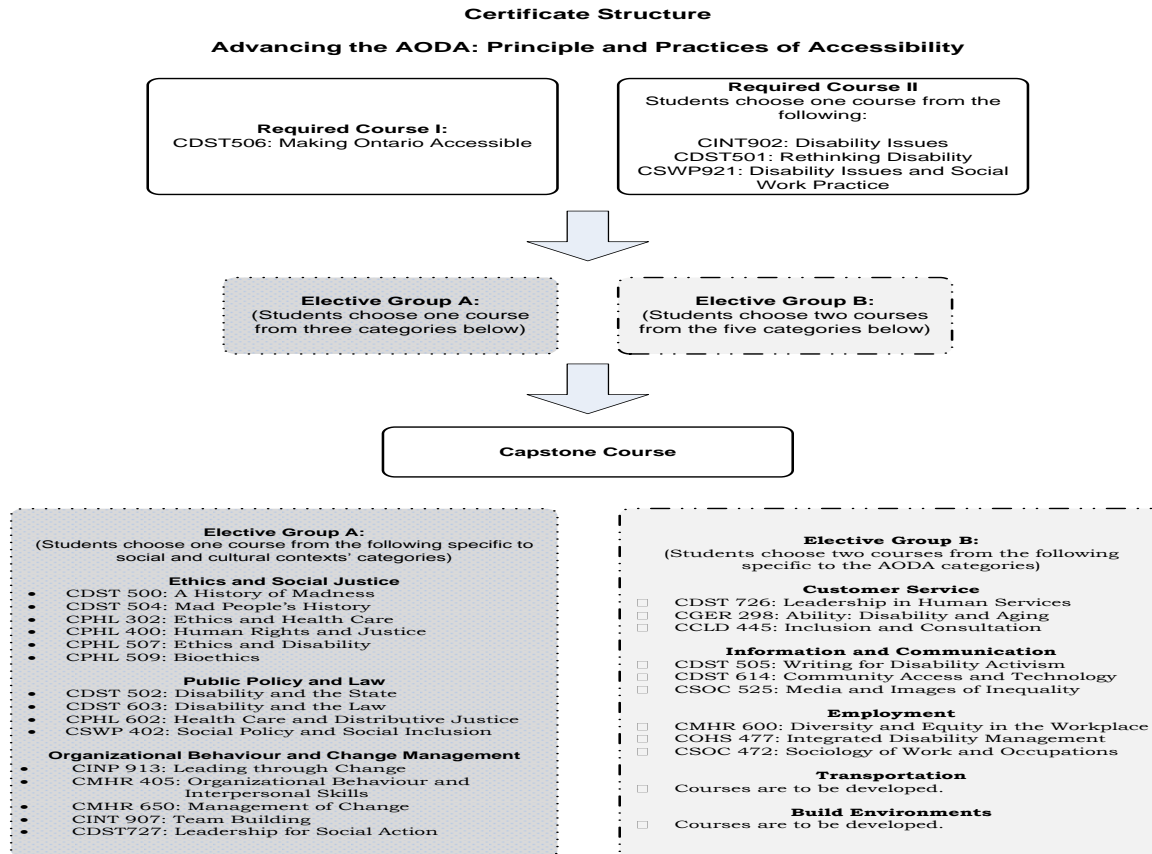 Certificate Structure
Advancing the AODA: Principle and Practices of Accessibility
Required Course I:
CDST506: Making Ontario Accessible
Required Course II
Students choose one course from the
following:
CINT902: Disability Issues
CDST501: Rethinking Disability
CSWP921: Disability Issues and Social
Work Practice
Elective Group A:
(Students choose one course
from three categories below)
Elective Group B:
(Students choose two courses
from the five categories below)
Capstone Course
Elective Group A:
(Students choose one course from the following specific to
social and cultural contexts’ categories)
Ethics and Social Justice
• CDST 500: A History of Madness
• CDST 504: Mad People’s History
• CPHL 302: Ethics and Health Care
• CPHL 400: Human Rights and Justice
• CPHL 507: Ethics and Disability
• CPHL 509: Bioethics
Public Policy and Law
• CDST 502: Disability and the State
• CDST 603: Disability and the Law
• CPHL 602: Health Care and Distributive Justice
• CSWP 402: Social Policy and Social Inclusion
Organizational Behaviour and Change Management
• CINP 913: Leading through Change
• CMHR 405: Organizational Behaviour and
Interpersonal Skills
• CMHR 650: Management of Change
• CINT 907: Team Building
• CDST727: Leadership for Social Action
Elective Group B:
(Students choose two courses from the following
specific to the AODA categories)
Customer Service
□ CDST 726: Leadership in Human Services
□ CGER 298: Ability: Disability and Aging
□ CCLD 445: Inclusion and Consultation
Information and Communication
□ CDST 505: Writing for Disability Activism
□ CDST 614: Community Access and Technology
□ CSOC 525: Media and Images of Inequality
Employment
□ CMHR 600: Diversity and Equity in the Workplace
□ COHS 477: Integrated Disability Management
□ CSOC 472: Sociology of Work and Occupations
Transportation
□ Courses are to be developed.
Build Environments
□ Courses are to be developed.